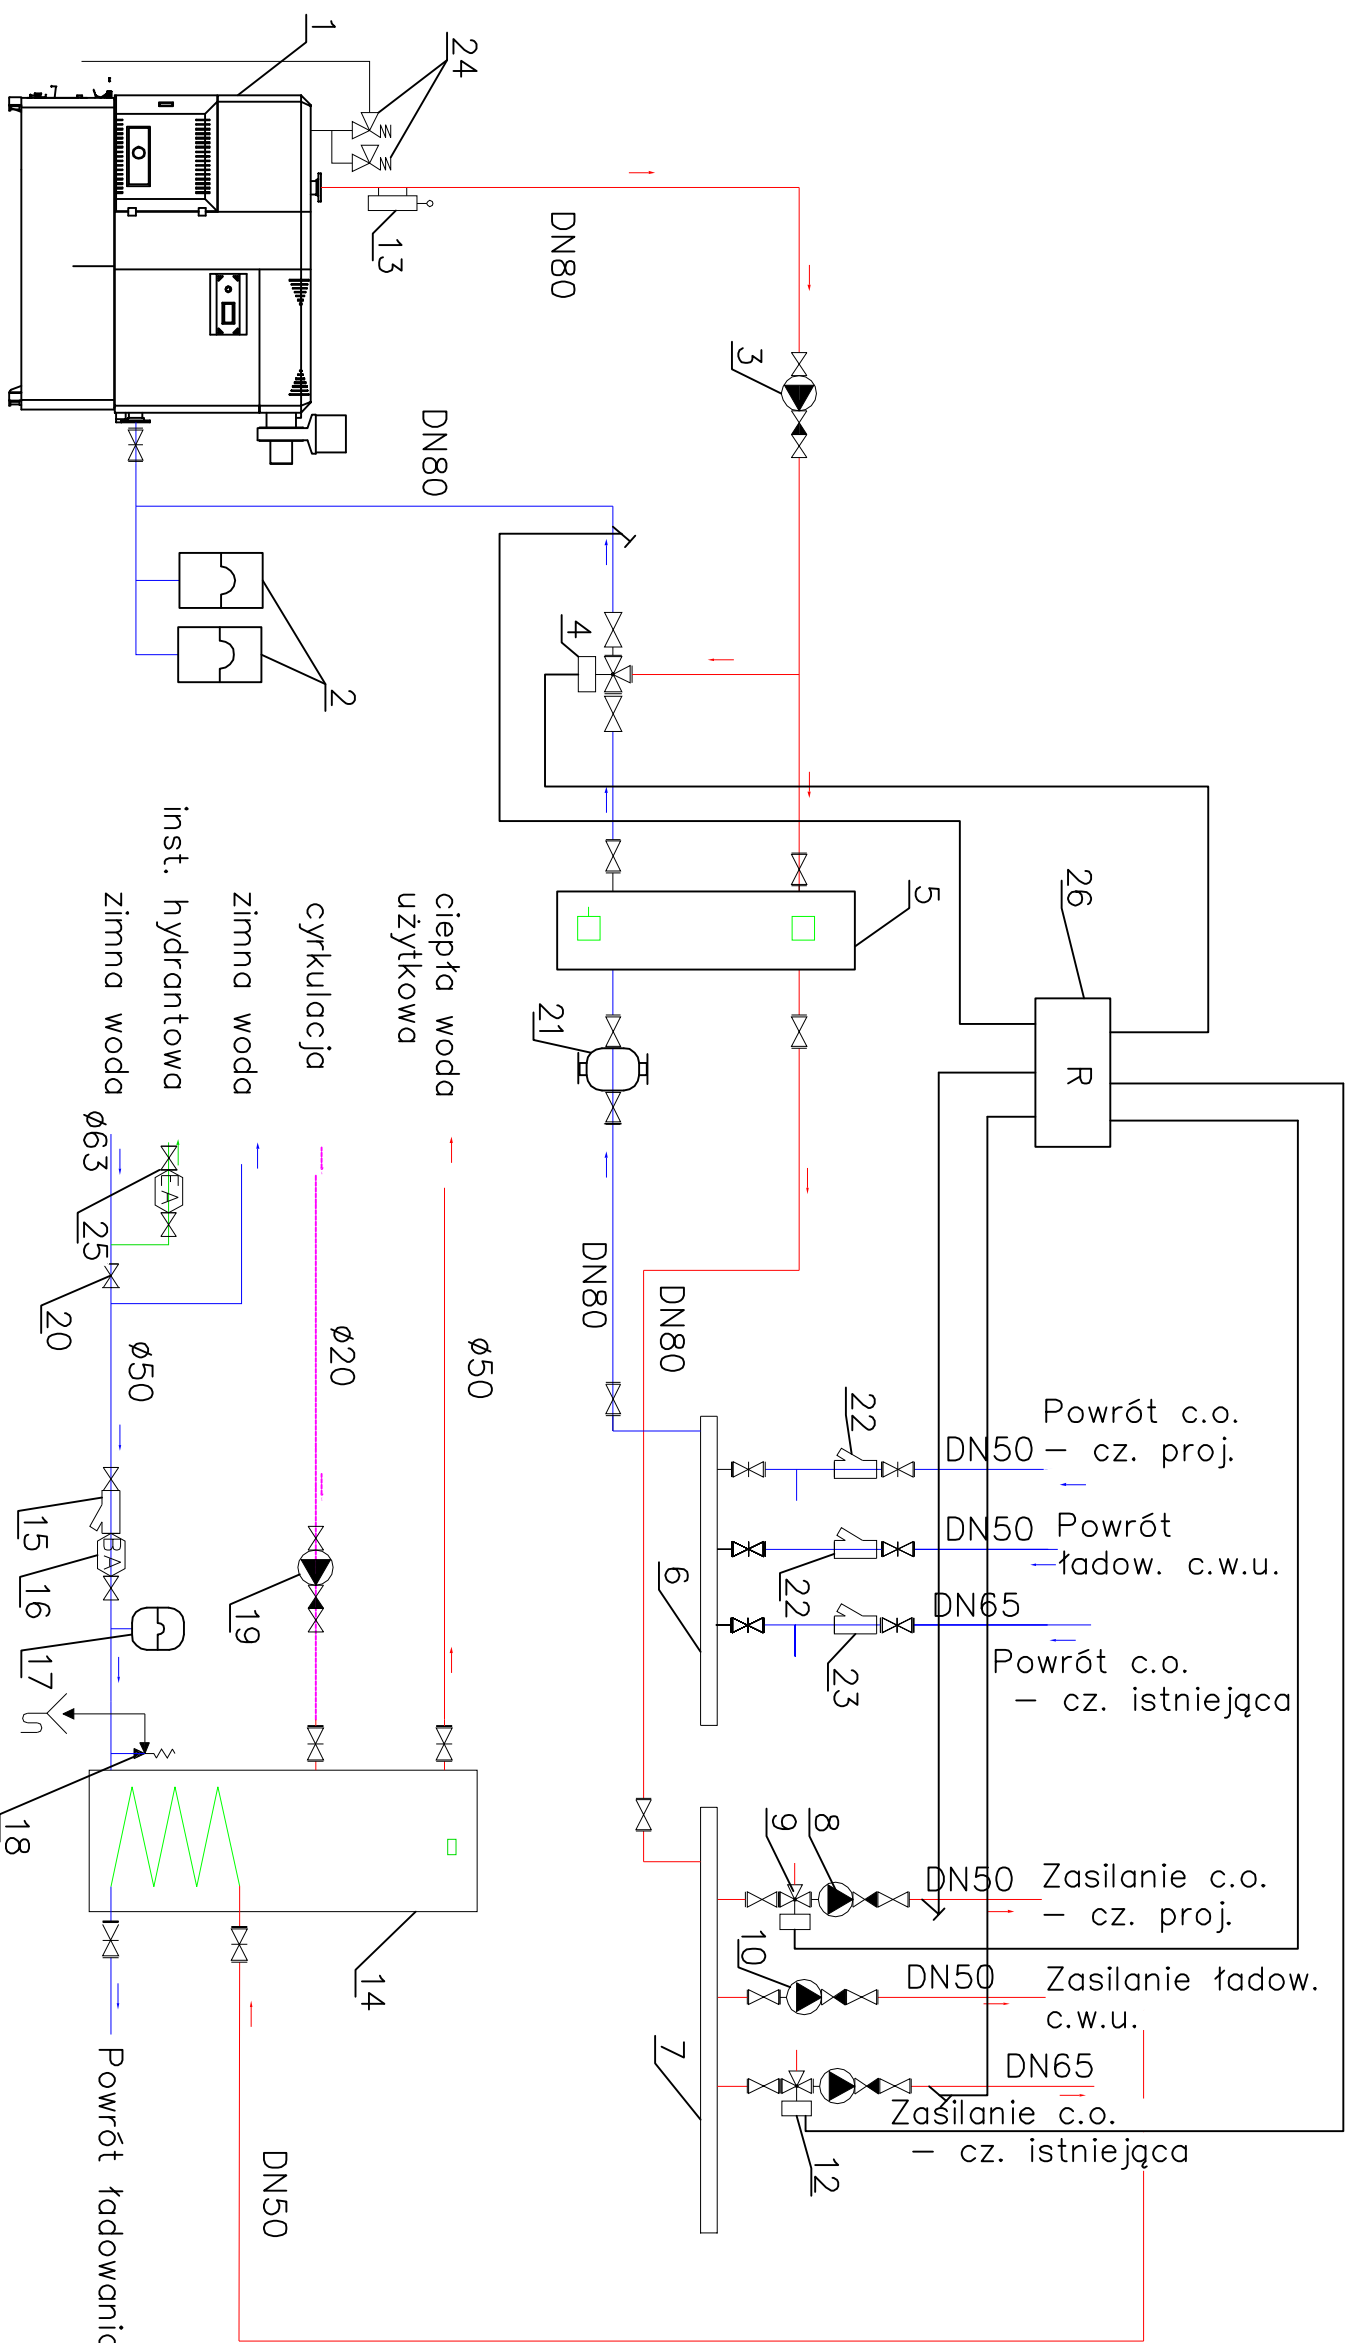 1
24
13
DN80
3
DN80
2
4
5
26
R
21
inst. hydrantowa
zimna woda
zimna woda
cyrkulacja
ciepła woda
użytkowa
ø63
EA
25
20
ø50
ø20
ø50
DN80
DN80
22
DN50
Powrót c.o.
– cz. proj.
DN50
Powrót
ładow. c.w.u.
22
DN65
23
Powrót c.o.
– cz. istniejąca
6
15
BA
16
17
18
19
14
9
8
DN50
Zasilanie c.o.
– cz. proj.
10
DN50
Zasilanie ładow.
c.w.u.
7
DN65
12
Zasilanie c.o.
– cz. istniejąca
DN50
Powrót ładowania